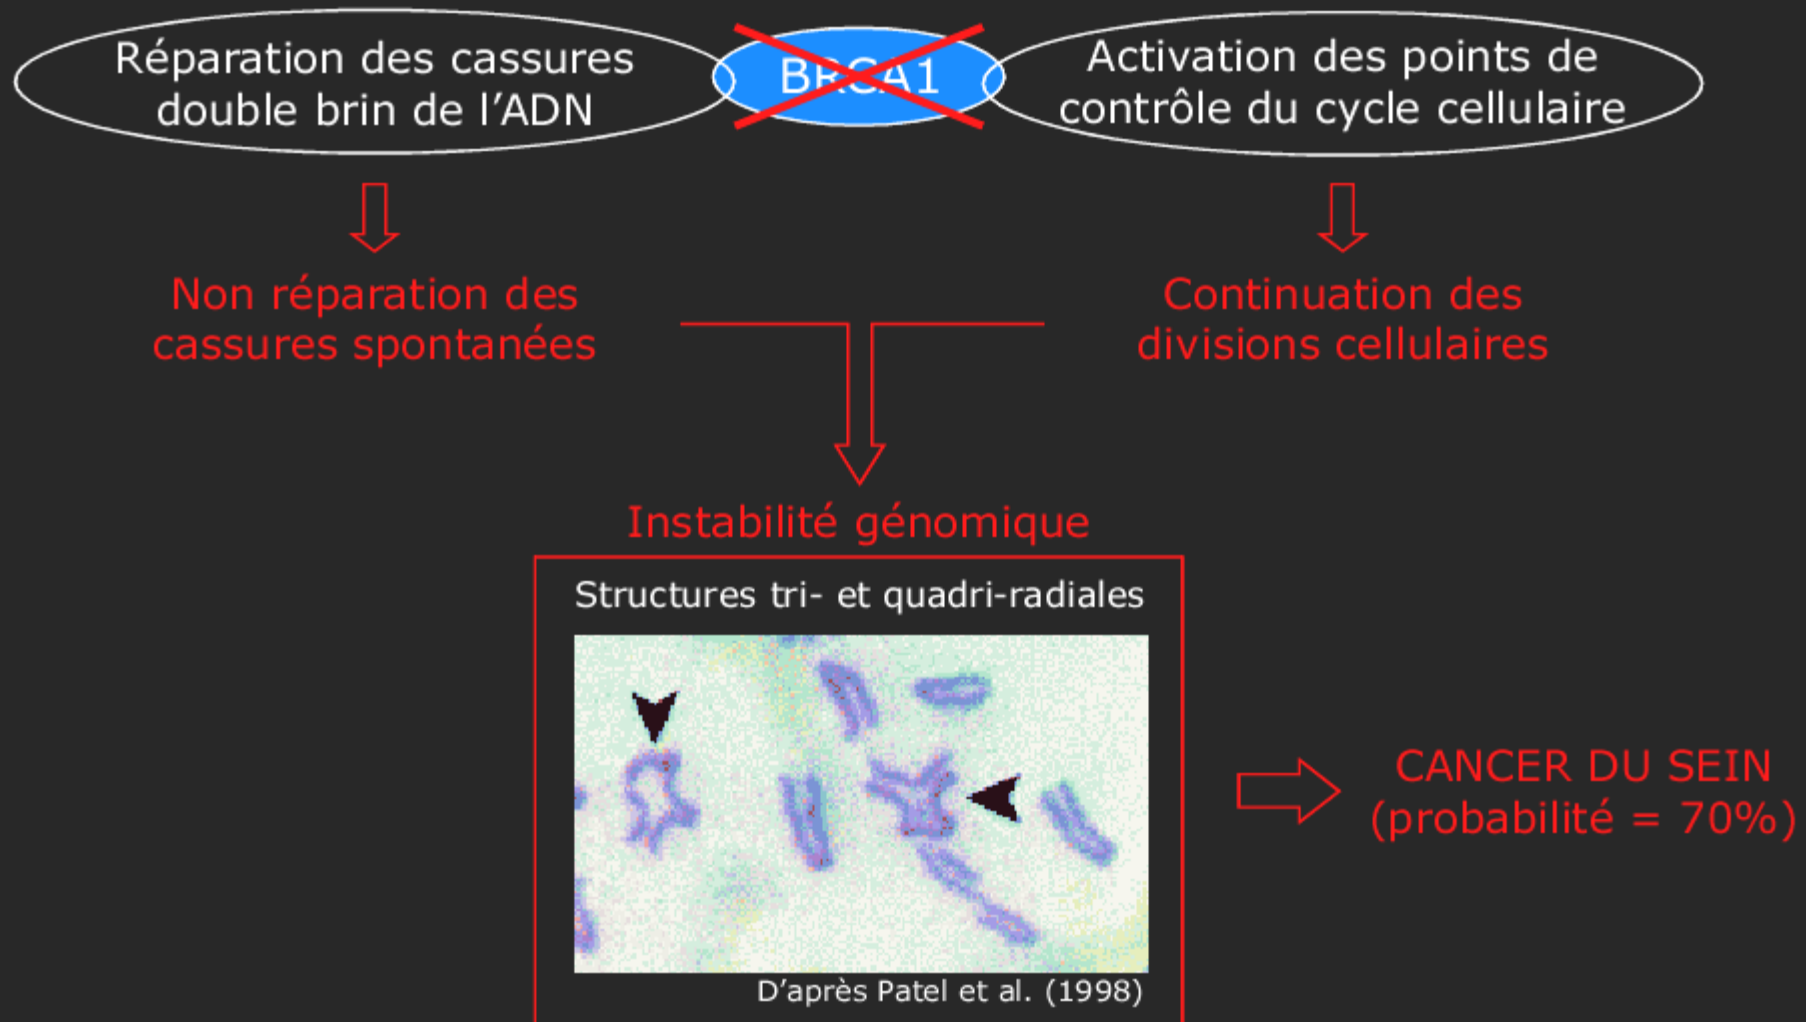 Réparation des cassures
double brin de l’ADN
BRCA1
Activation des points de
contrôle du cycle cellulaire
Non réparation des
cassures spontanées
Continuation des
divisions cellulaires
Instabilité génomique
Structures tri- et quadri-radiales
D’après Patel et al. (1998)
CANCER DU SEIN
(probabilité = 70%)